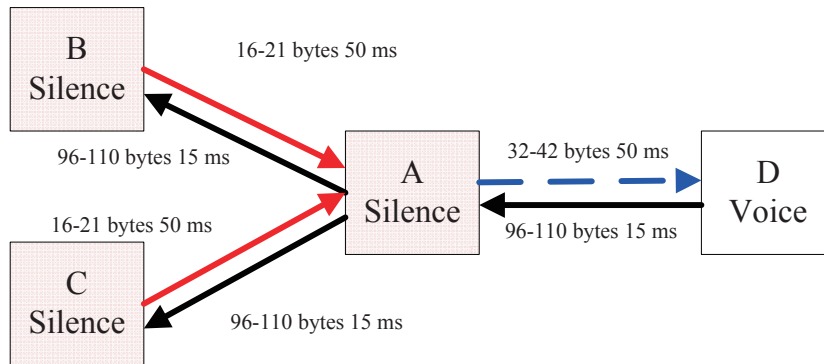 B
Silence
16-21 bytes 50 ms
96-110 bytes 15 ms
A
Silence
32-42 bytes 50 ms
96-110 bytes 15 ms
D
Voice
16-21 bytes 50 ms
C
Silence
96-110 bytes 15 ms